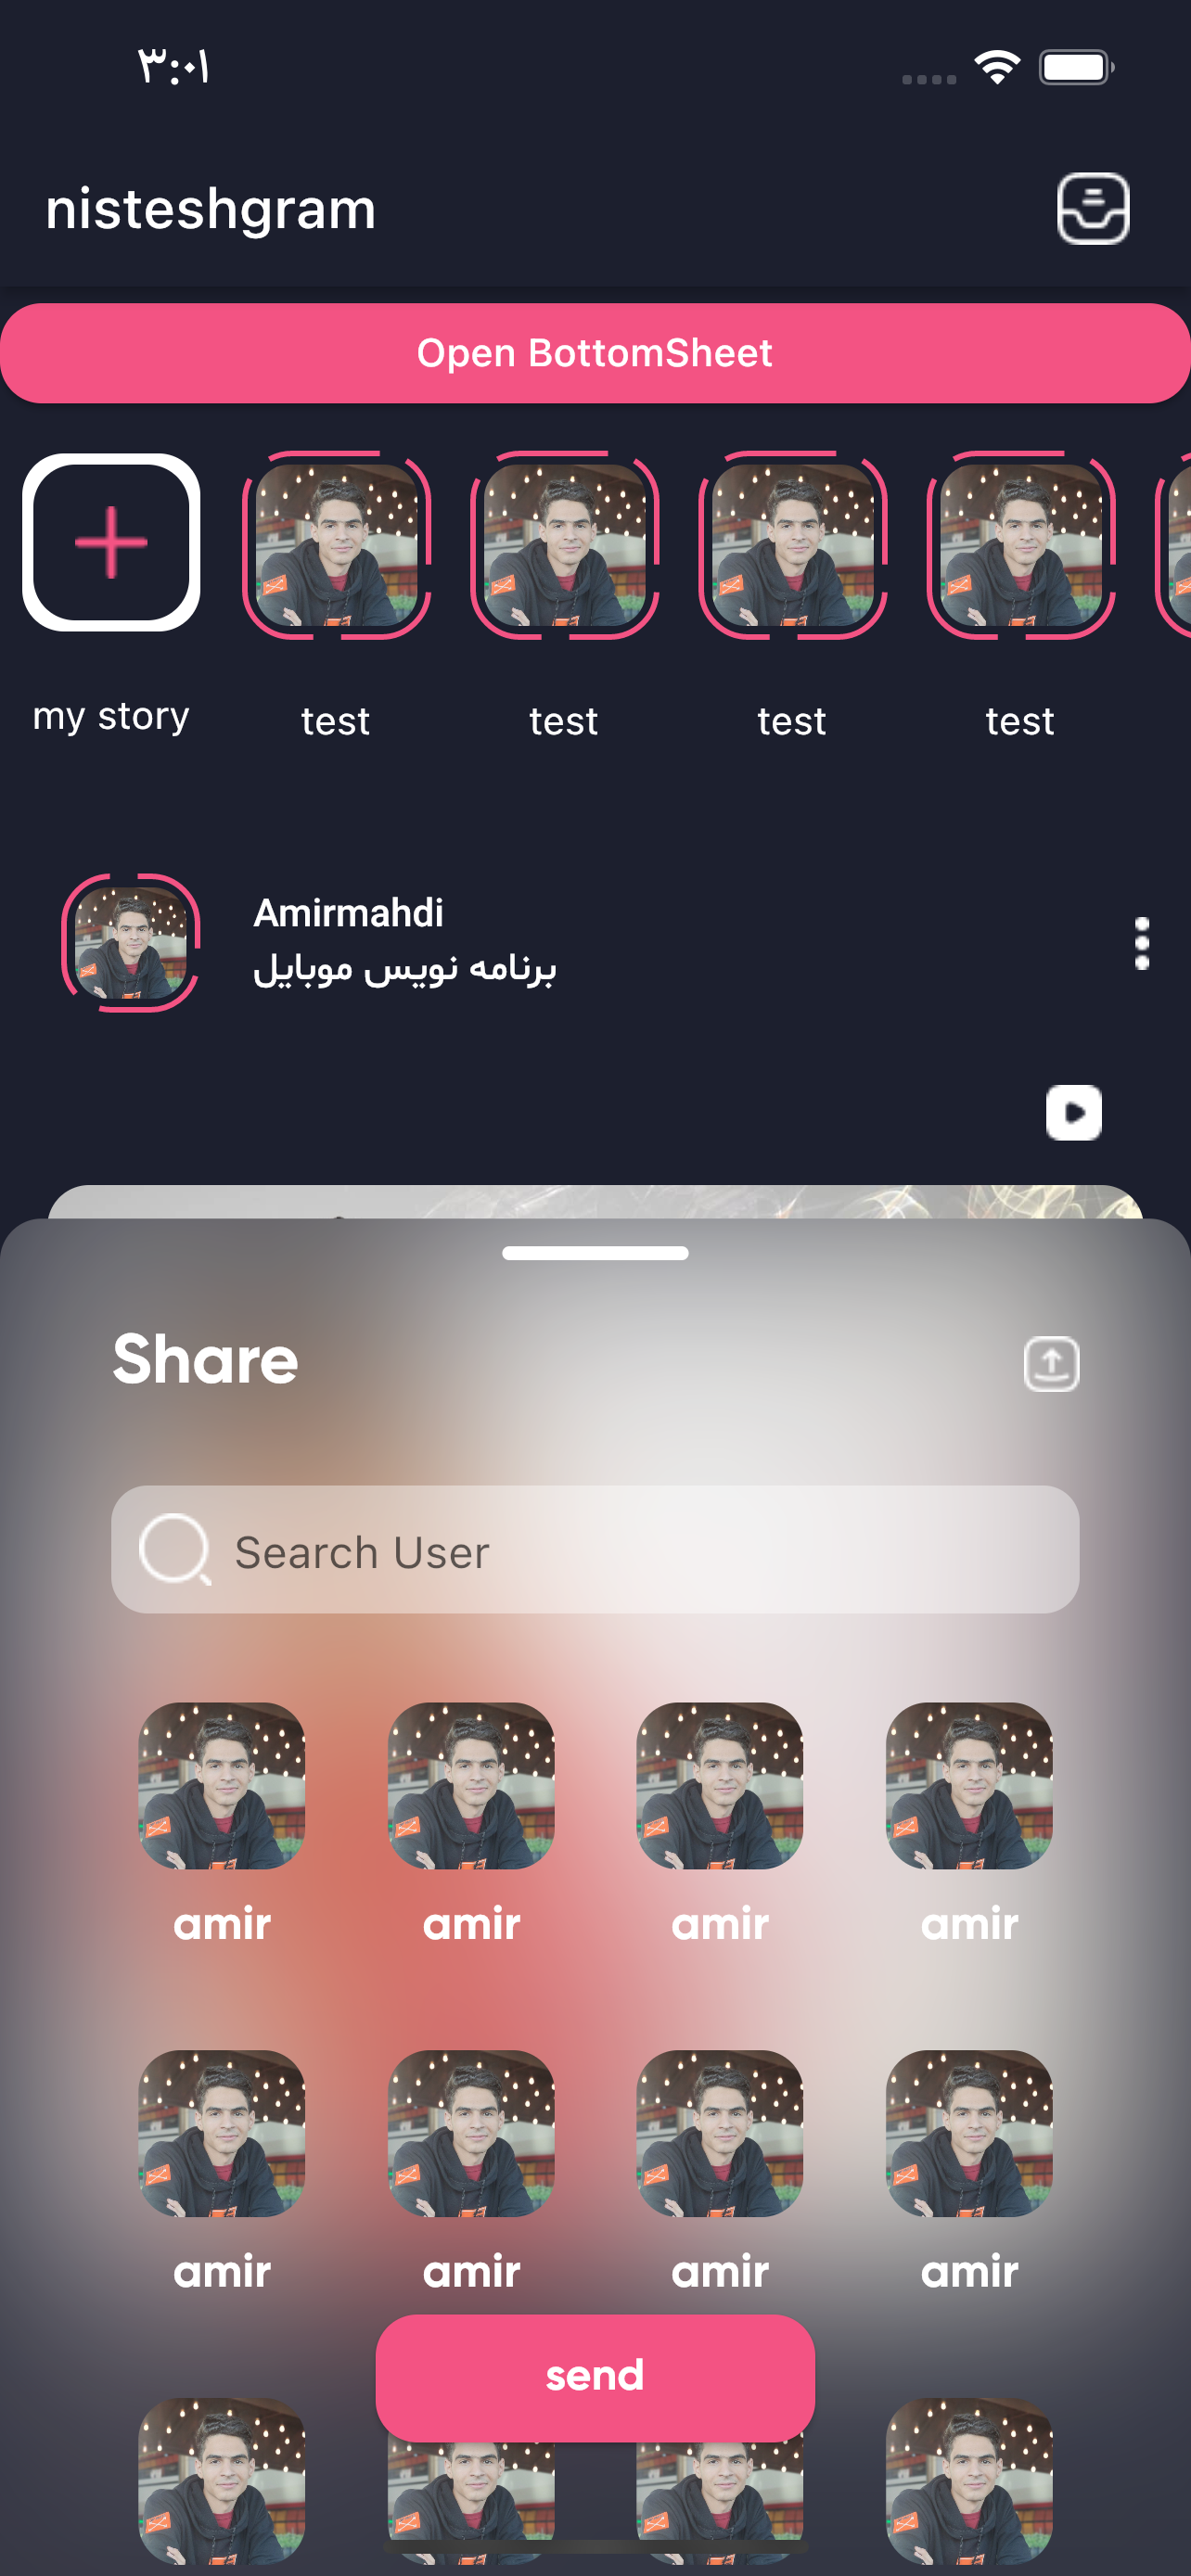 ۳:۰۱
nisteshgram
Open BottomSheet
my story
test
test
test
test
Amirmahdi
برنامه نویس موبایل
Share
Search User
amir
amir
amir
amir
amir
amir
amir
amir
send